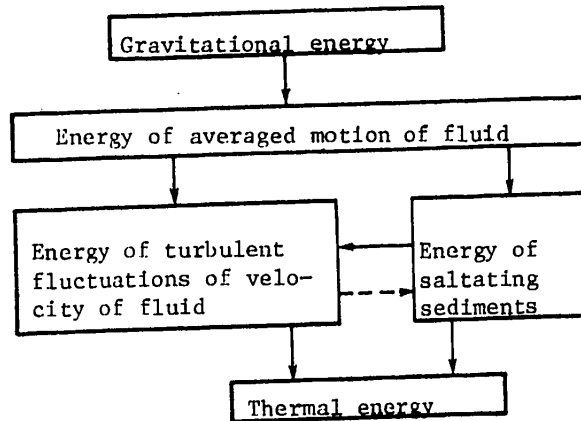 Gravitational energy
Energy of averaged motion of fluid
Energy of turbulent
fluctuations of velo-
city of fluid
Energy of
saltating
sediments
Thermal energy